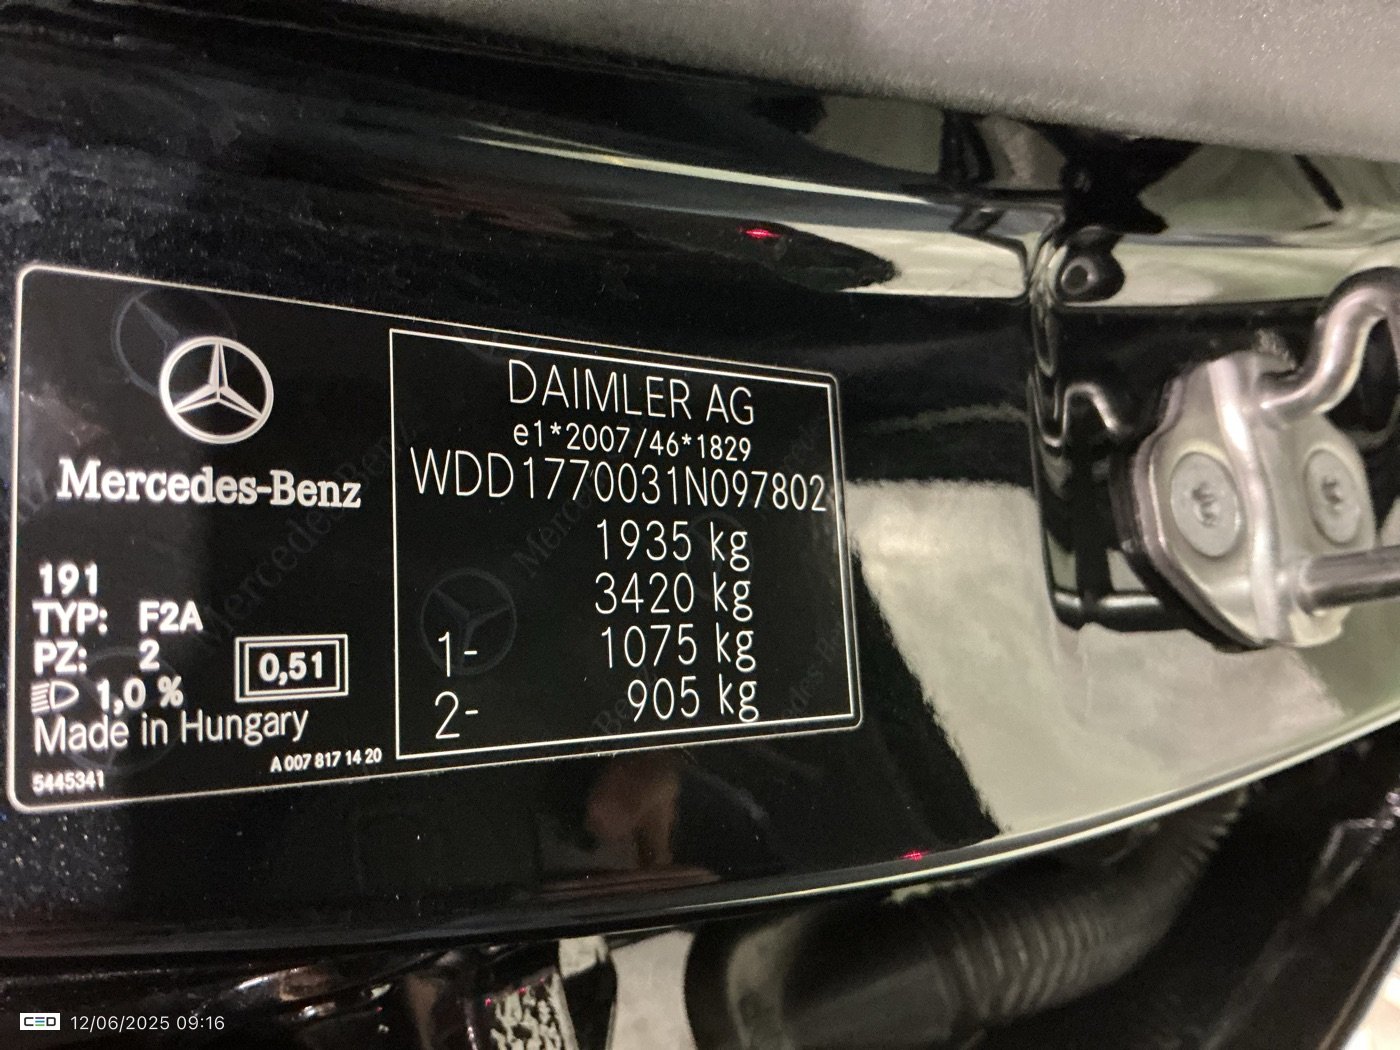 Mercedes-Benz
191
TYP: F2A
PZ: 2
1,0 %
0,51
Made in Hungary
A 007 817 14 20
5445341
DAIMLER AG
e1*2007/46*1829
WDD1770031N097802
1935 kg
3420 kg
1- 1075 kg
2- 905 kg
CED 12/06/2025 09:16